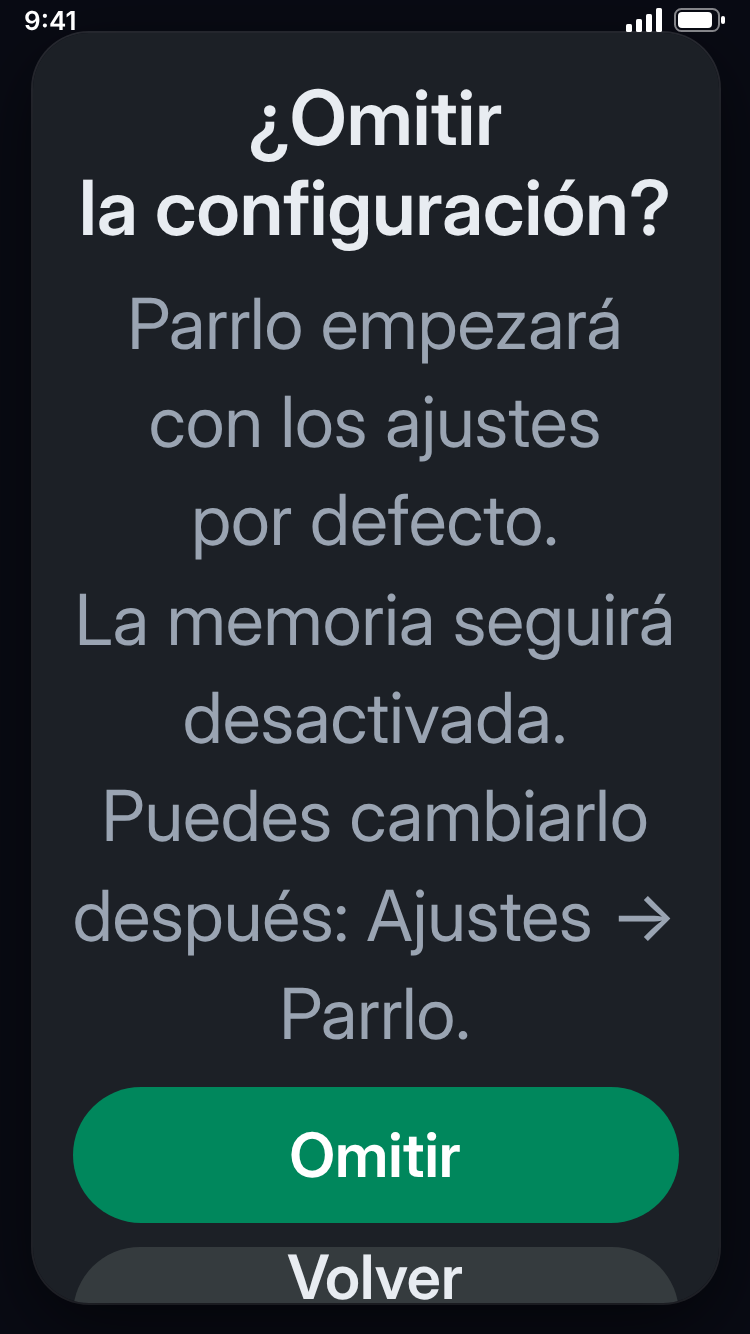 9:41
¿Omitir
la configuración?
Parrlo empezará
con los ajustes
por defecto.
La memoria seguirá
desactivada.
Puedes cambiarlo
después: Ajustes →
Parrlo.
Omitir
Volver